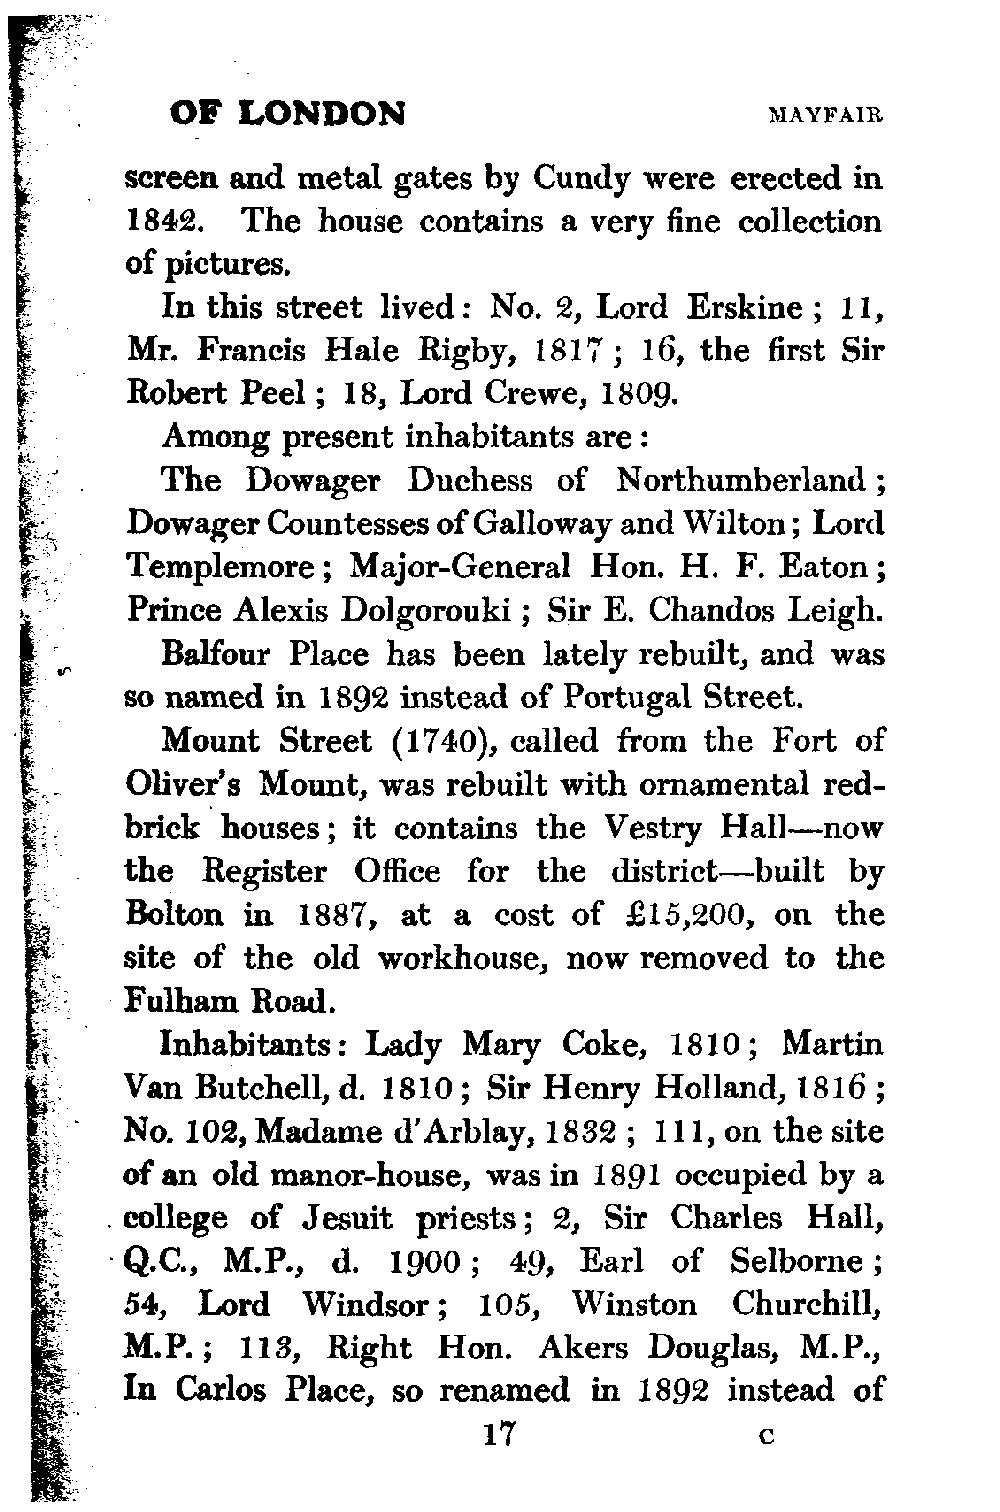 OF LONDON MAYFAIR
screen and metal gates by Cundy were erected in
1842. The house contains a very fine collection
of pictures.
In this street lived: No. 2, Lord Erskine; 11,
Mr. Francis Hale Rigby, 1817; 16, the first Sir
Robert Peel; 18, Lord Crewe, 1809.
Among present inhabitants are:
The Dowager Duchess of Northumberland;
Dowager Countesses of Galloway and Wilton; Lord
Templemore; Major-General Hon. H. F. Eaton;
Prince Alexis Dolgorouki; Sir E. Chandos Leigh.
Balfour Place has been lately rebuilt, and was
so named in 1892 instead of Portugal Street.
Mount Street (1740), called from the Fort of
Oliver's Mount, was rebuilt with ornamental red-
brick houses; it contains the Vestry Hall—now
the Register Office for the district—built by
Bolton in 1887, at a cost of £15,200, on the
site of the old workhouse, now removed to the
Fulham Road.
Inhabitants: Lady Mary Coke, 1810; Martin
Van Butchell, d. 1810; Sir Henry Holland, 1816;
No. 102, Madame d'Arblay, 1832; 111, on the site
of an old manor-house, was in 1891 occupied by a
college of Jesuit priests; 2, Sir Charles Hall,
Q.C., M.P., d. 1900; 49, Earl of Selborne;
54, Lord Windsor; 105, Winston Churchill,
M.P.; 113, Right Hon. Akers Douglas, M.P.,
In Carlos Place, so renamed in 1892 instead of
17 C